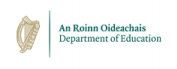 An Roinn Oideachais
Department of Education